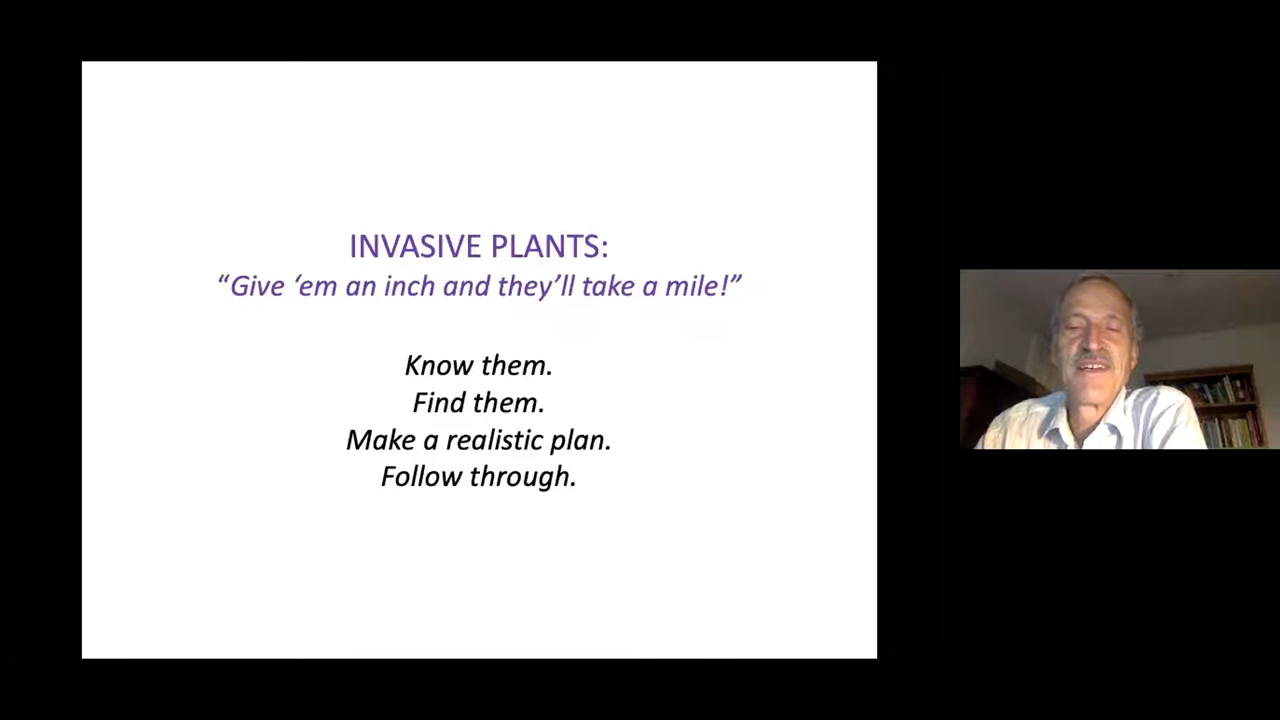 INVASIVE PLANTS:
“Give ‘em an inch and they’ll take a mile!”
Know them.
Find them.
Make a realistic plan.
Follow through.